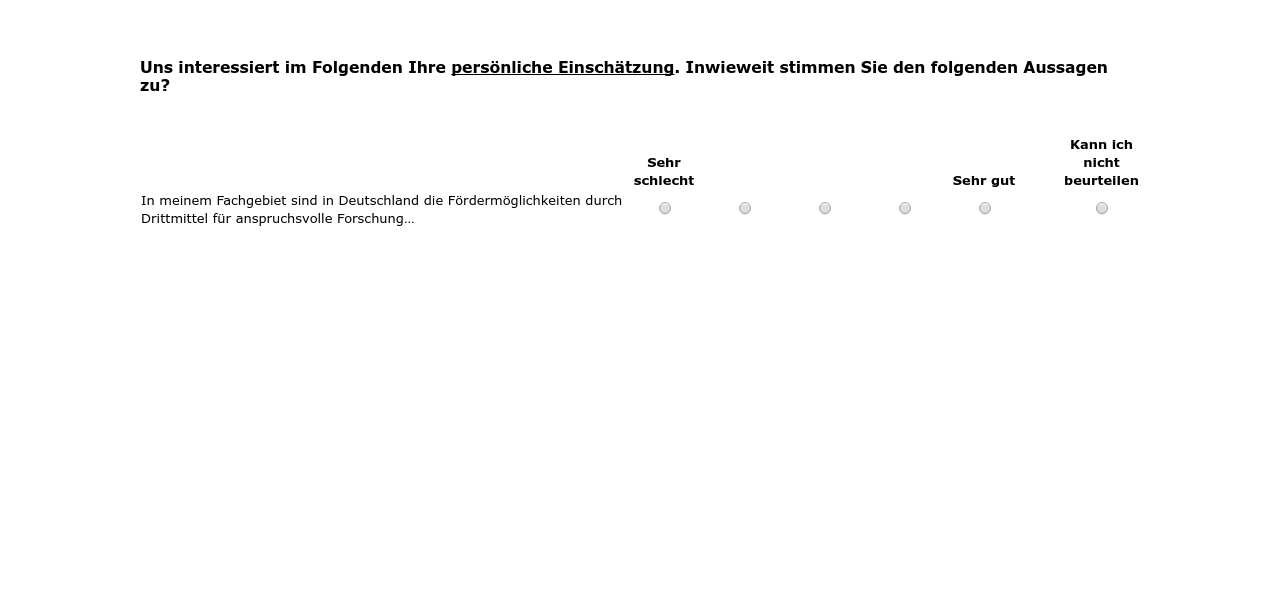 Uns interessiert im Folgenden Ihre persönliche Einschätzung. Inwieweit stimmen Sie den folgenden Aussagen
zu?
Sehr
schlecht
Sehr gut
Kann ich
nicht
beurteilen
In meinem Fachgebiet sind in Deutschland die Fördermöglichkeiten durch
Drittmittel für anspruchsvolle Forschung...